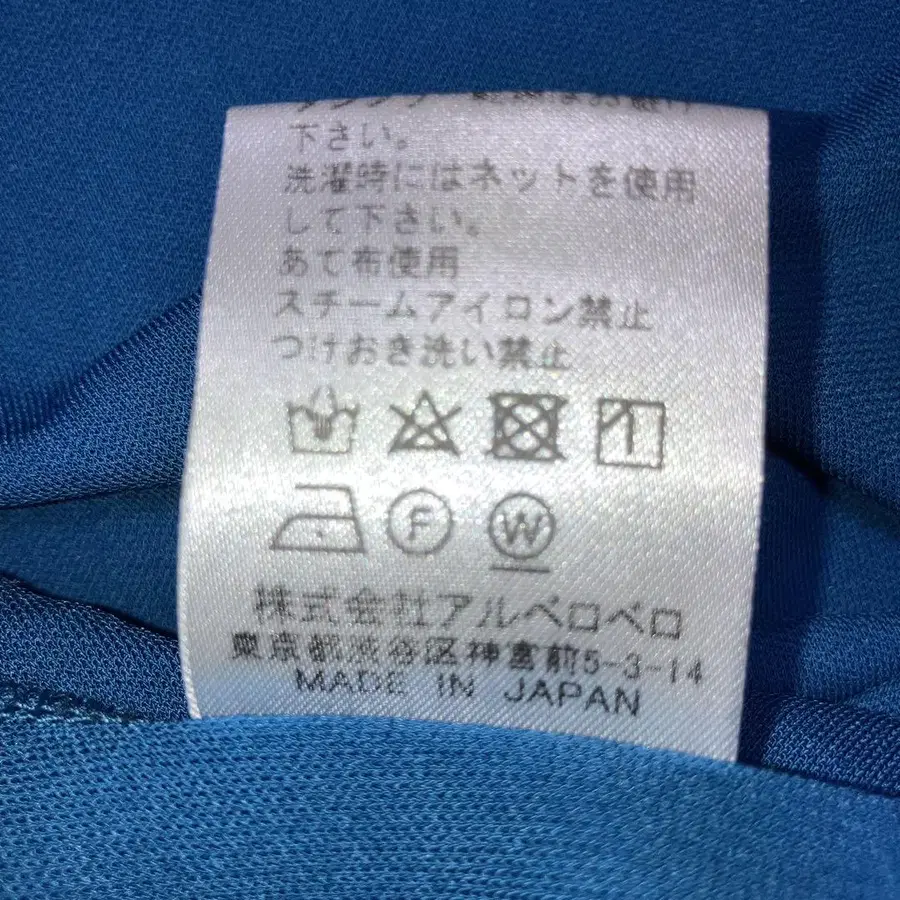 下さい。
洗濯時にはネットを使用
して下さい。
あて布使用
スチームアイロン禁止
つけおき洗い禁止
F W
株式会社アルベロベロ
東京都渋谷区神宮前5-3-14
MADE IN JAPAN